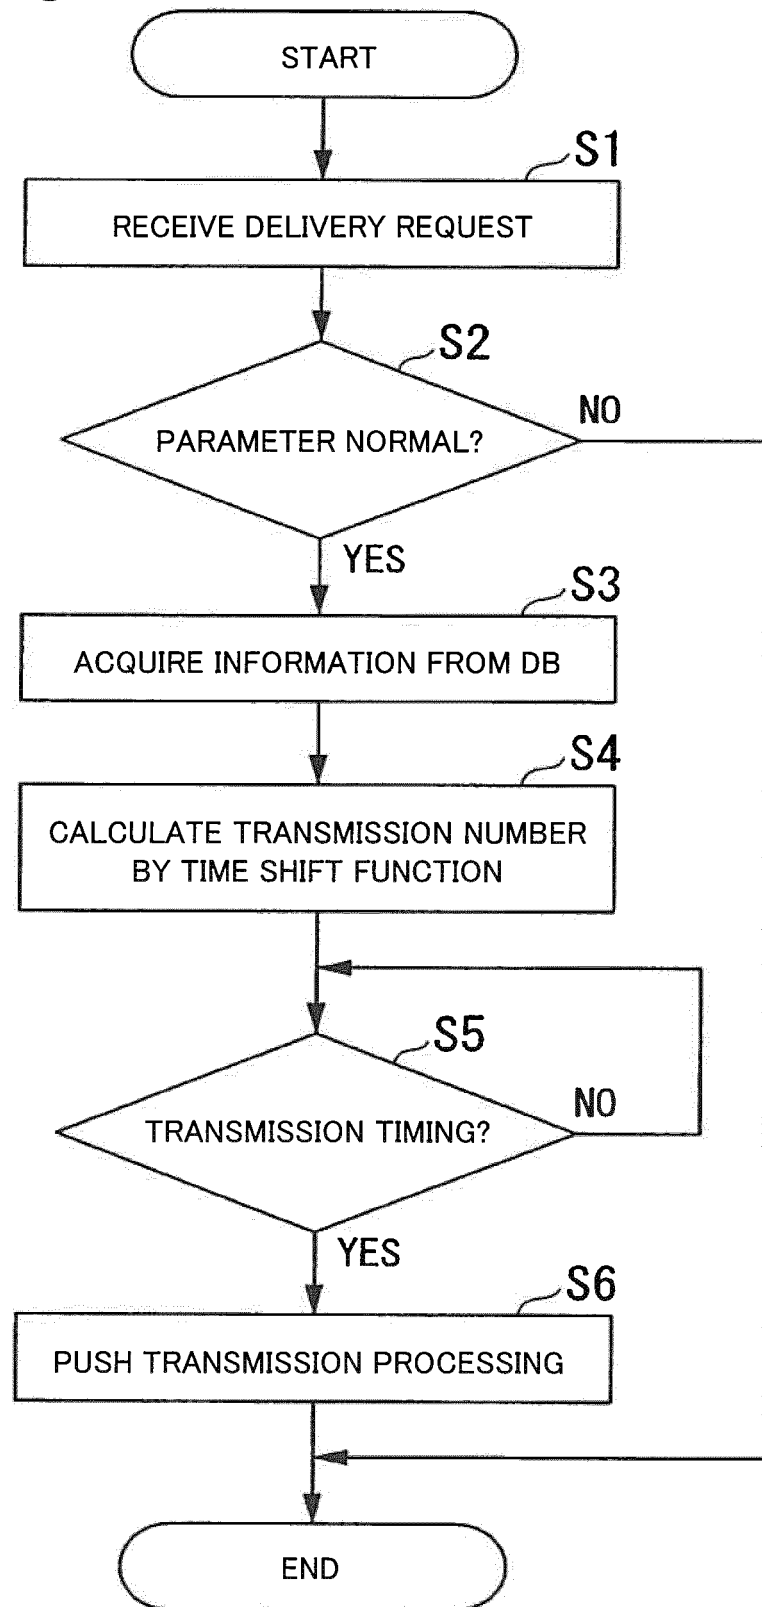 START
S1
RECEIVE DELIVERY REQUEST
S2
PARAMETER NORMAL?
NO
YES
S3
ACQUIRE INFORMATION FROM DB
S4
CALCULATE TRANSMISSION NUMBER
BY TIME SHIFT FUNCTION
S5
TRANSMISSION TIMING?
NO
YES
S6
PUSH TRANSMISSION PROCESSING
END